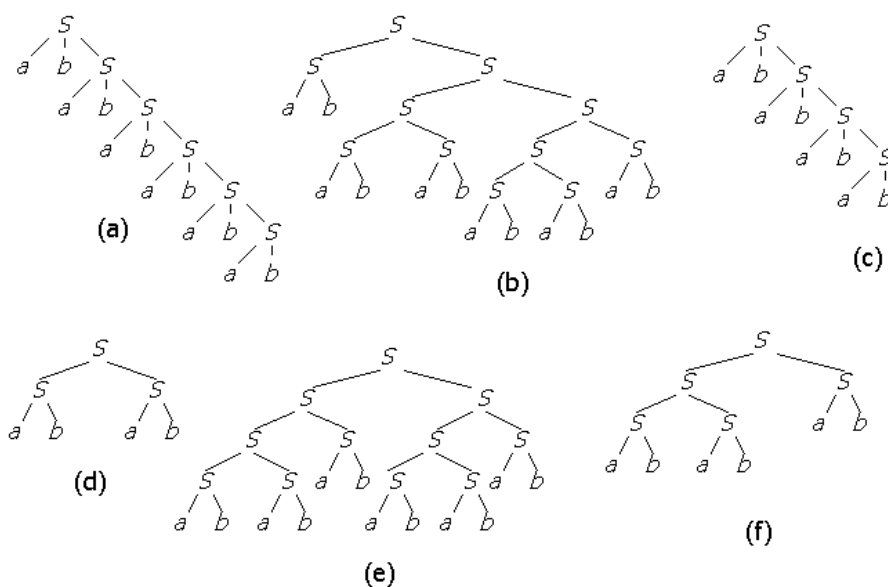 S
a b S
a b S
a b S
a b S
a b S
a b
(a)
S
S S
a b S S
S S S S
a b a b S S a b
a b a b
(b)
S
a b S
a b S
a b S
a b
(c)
S
S S
a b a b
(d)
S
S S
S S S S
S S a b S S a b
a b a b a b a b
(e)
S
S S
S S a b
a b a b
(f)